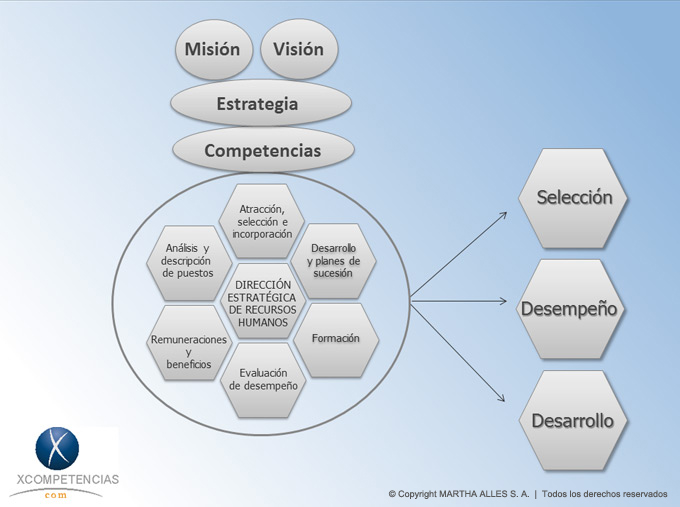 Misión
Visión
Estrategia
Competencias
Atracción,
selección e
incorporación
Análisis y
descripción
de puestos
Desarrollo
y planes de
sucesión
DIRECCIÓN
ESTRATÉGICA
DE RECURSOS
HUMANOS
Remuneraciones
y
beneficios
Formación
Evaluación
de desempeño
Selección
Desempeño
Desarrollo
XCOMPETENCIAS
com
© Copyright MARTHA ALLES S. A. | Todos los derechos reservados